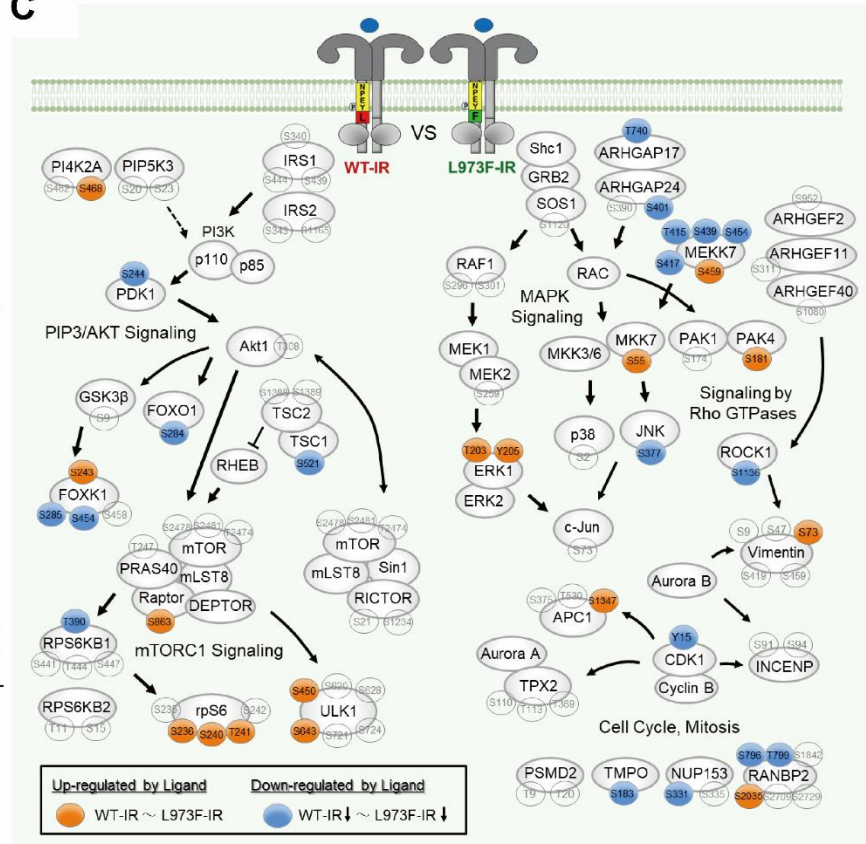 C
N
P
E
Y
P
L
N
P
E
Y
P
F
VS
WT-IR
L973F-IR
PI4K2A
S462
S468
PIP5K3
S20
S23
S340
IRS1
S444
S439
IRS2
S343
S1165
PI3K
p110
p85
S244
PDK1
PIP3/AKT Signaling
Akt1
T308
GSK3β
S9
FOXO1
S284
S1388
S1389
TSC2
TSC1
S521
RHEB
S243
FOXK1
S285
S454
S458
S2478
S2481
T2474
mTOR
T247
PRAS40
mLST8
Raptor
DEPTOR
S863
S2478
S2481
T2474
mTOR
mLST8
Sin1
RICTOR
S21
S1234
T390
RPS6KB1
S441
T444
S447
mTORC1 Signaling
RPS6KB2
T11
S15
S235
rpS6
S242
S236
S240
T241
S450
S620
S628
ULK1
S643
S721
S724
Shc1
GRB2
SOS1
S1120
T740
ARHGAP17
ARHGAP24
S390
S401
T415
S439
S454
S417
MEKK7
S459
S952
ARHGEF2
ARHGEF11
S311
ARHGEF40
S1080
RAF1
S296
S301
RAC
MAPK
Signaling
MEK1
MEK2
S259
MKK3/6
MKK7
S55
PAK1
S174
PAK4
S181
Signaling by
Rho GTPases
p38
S2
JNK
S377
ROCK1
S1136
T203
Y205
ERK1
ERK2
c-Jun
S73
S9
S47
S73
Vimentin
S419
S459
Aurora B
S375
T530
S1347
APC1
Y15
CDK1
Cyclin B
S91
S94
INCENP
Aurora A
TPX2
S110
T113
T369
Cell Cycle, Mitosis
PSMD2
T9
T20
TMPO
S183
NUP153
S331
S335
S796
T799
S1842
RANBP2
S2035
S2709
S2729
Up-regulated by Ligand
WT-IR ~ L973F-IR
Down-regulated by Ligand
WT-IR⬇ ~ L973F-IR⬇